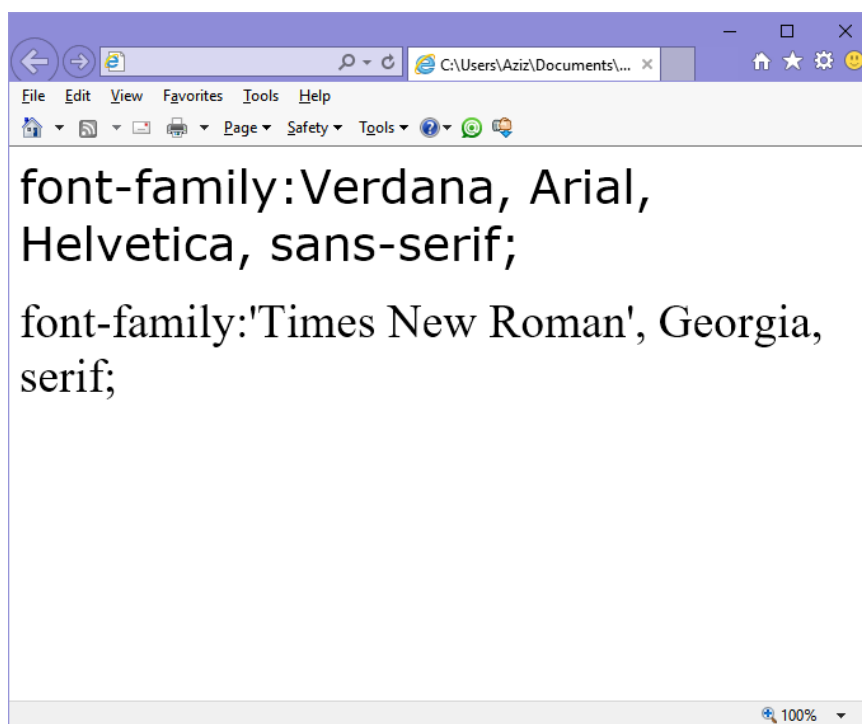 C:\Users\Aziz\Documents\...
File Edit View Favorites Tools Help
Page Safety Tools
font-family:Verdana, Arial,
Helvetica, sans-serif;
font-family:'Times New Roman', Georgia,
serif;
100%